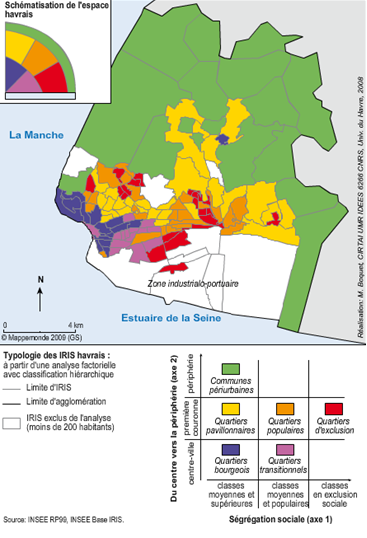 Schématisation de l'espace
havrais
La Manche
Zone industrialo-portuaire
Estuaire de la Seine
N
0 4 km
© Mappemonde 2009 (GS)
Réalisation: M. Boquet, CIRTAI UMR IDEES 6266 CNRS, Univ. du Havre, 2008
Typologie des IRIS havrais :
à partir d'une analyse factorielle
avec classification hiérarchique
Limite d'IRIS
Limite d'agglomération
IRIS exclus de l'analyse
(moins de 200 habitants)
Du centre vers la périphérie (axe 2)
périphérie
première
couronne
centre-ville
Communes
périurbaines
Quartiers
pavillonnaires
Quartiers
populaires
Quartiers
d'exclusion
Quartiers
bourgeois
Quartiers
transitionnels
classes
moyennes et
supérieures
classes
moyennes et
populaires
classes
en exclusion
sociale
Ségrégation sociale (axe 1)
Source: INSEE RP99, INSEE Base IRIS.